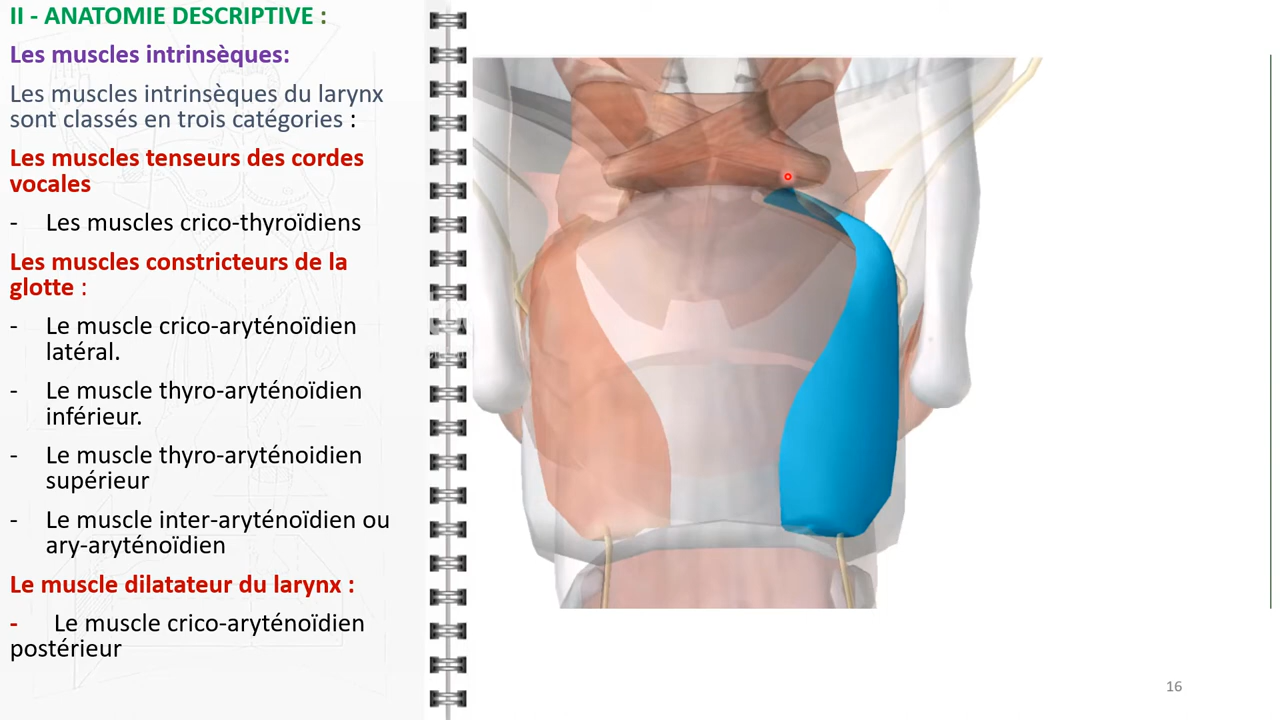 II - ANATOMIE DESCRIPTIVE :
Les muscles intrinsèques:
Les muscles intrinsèques du larynx
sont classés en trois catégories :
Les muscles tenseurs des cordes
vocales
- Les muscles crico-thyroïdiens
Les muscles constricteurs de la
glotte :
- Le muscle crico-aryténoïdien
latéral.
- Le muscle thyro-aryténoïdien
inférieur.
- Le muscle thyro-aryténoidien
supérieur
- Le muscle inter-aryténoïdien ou
ary-aryténoïdien
Le muscle dilatateur du larynx :
- Le muscle crico-aryténoïdien
postérieur
16